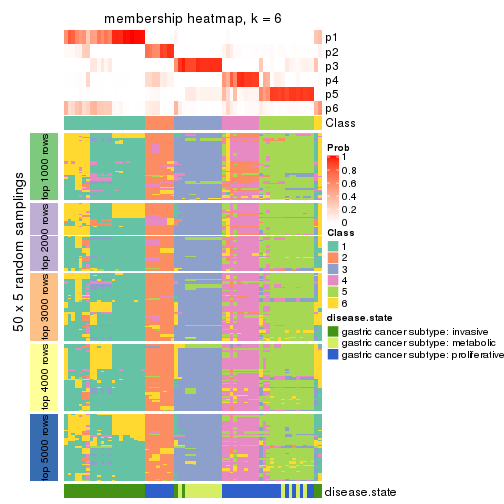 membership heatmap, k = 6
p1
p2
p3
p4
p5
p6
Class
50 x 5 random samplings
top 1000 rows
top 2000 rows
top 3000 rows
top 4000 rows
top 5000 rows
Prob
1
0.8
0.6
0.4
0.2
0
Class
1
2
3
4
5
6
disease.state
gastric cancer subtype: invasive
gastric cancer subtype: metabolic
gastric cancer subtype: proliferative
disease.state